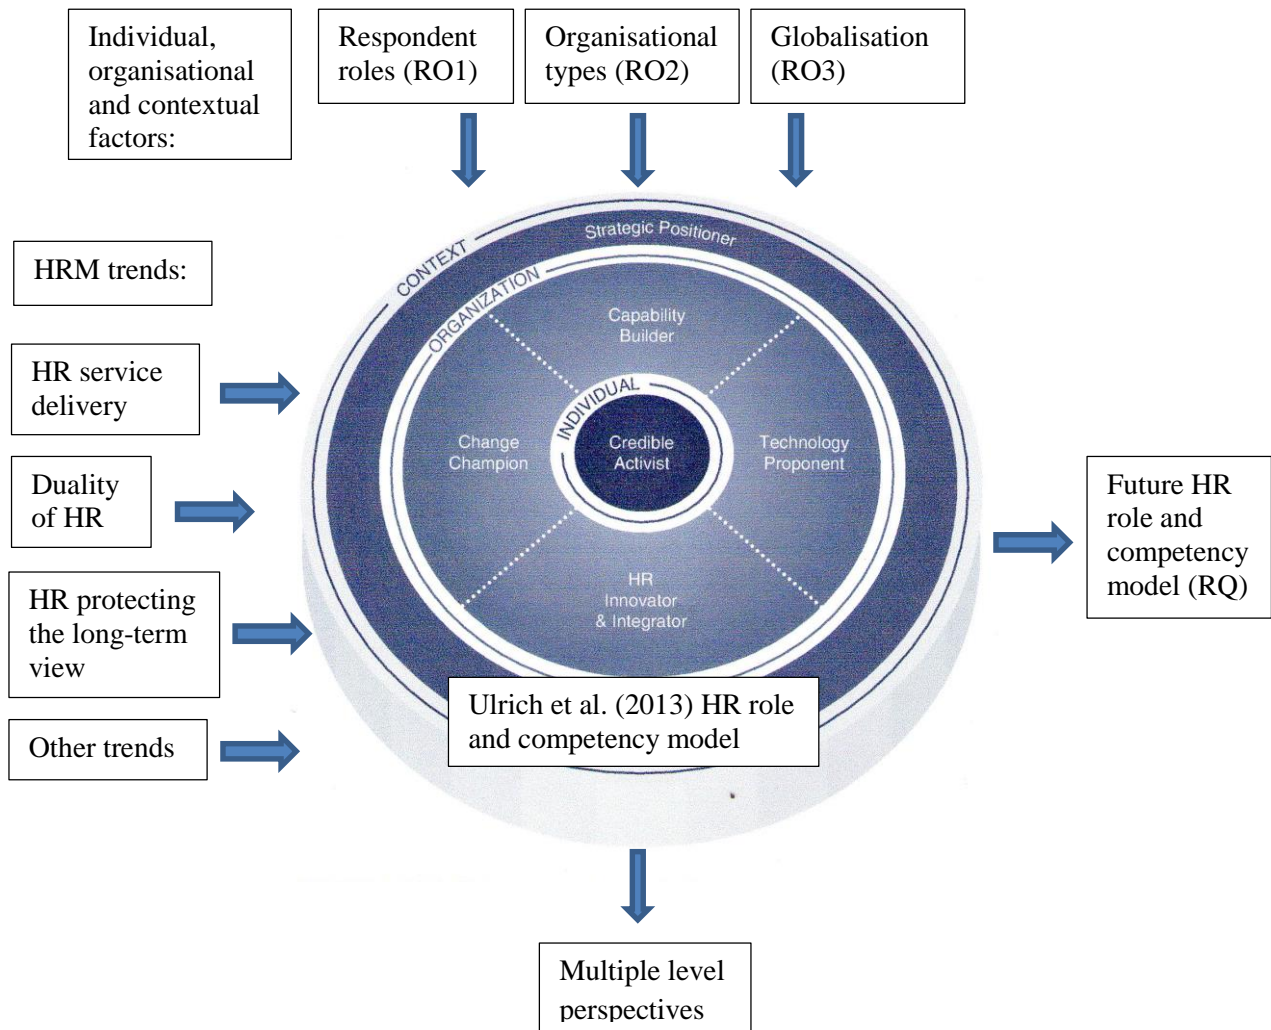 Individual,
organisational
and contextual
factors:
Respondent
roles (RO1)
Organisational
types (RO2)
Globalisation
(RO3)
HRM trends:
HR service
delivery
Duality
of HR
HR protecting
the long-term
view
Other trends
CONTEXT
Strategic Positioner
ORGANIZATION
Capability
Builder
INDIVIDUAL
Change
Champion
Credible
Activist
Technology
Proponent
HR
Innovator
& Integrator
Ulrich et al. (2013) HR role
and competency model
Future HR
role and
competency
model (RQ)
Multiple level
perspectives